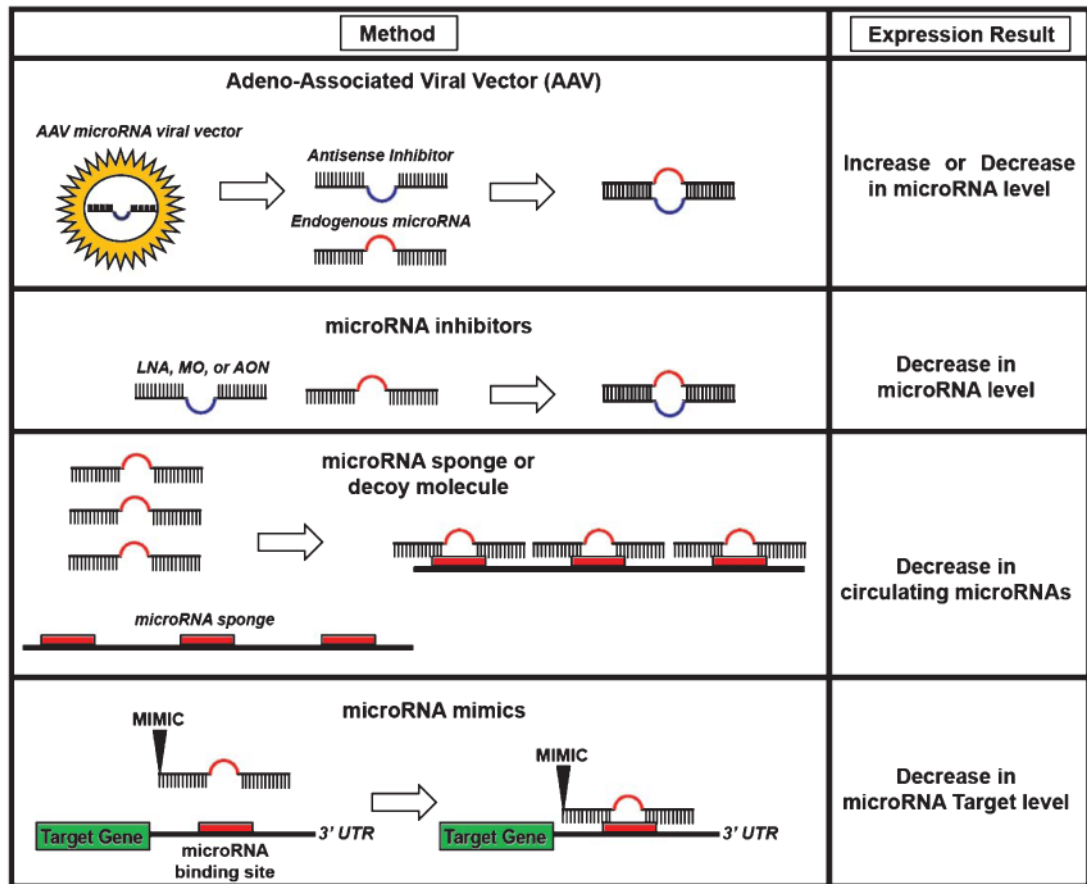 Method
Expression Result
Adeno-Associated Viral Vector (AAV)
AAV microRNA viral vector
Antisense Inhibitor
Endogenous microRNA
Increase or Decrease
in microRNA level
microRNA inhibitors
LNA, MO, or AON
Decrease in
microRNA level
microRNA sponge or
decoy molecule
microRNA sponge
Decrease in
circulating microRNAs
microRNA mimics
MIMIC
Target Gene
3' UTR
microRNA
binding site
MIMIC
Target Gene
3' UTR
Decrease in
microRNA Target level